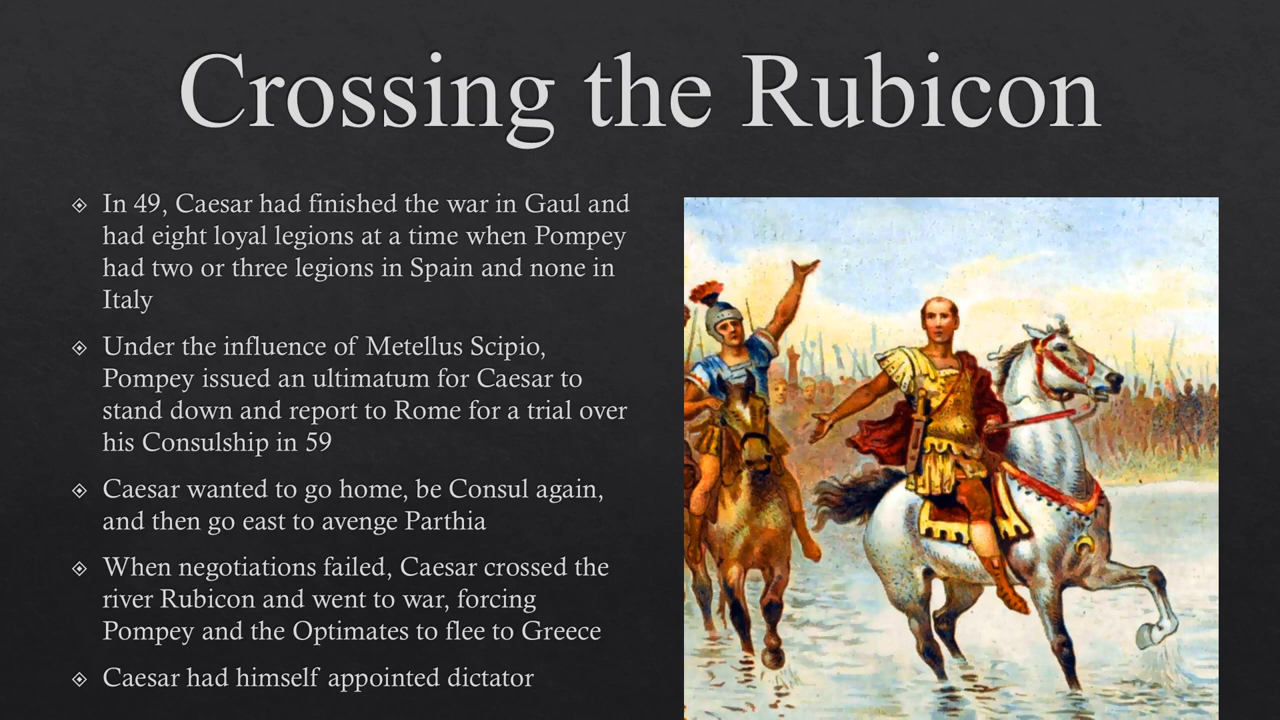 Crossing the Rubicon
In 49, Caesar had finished the war in Gaul and
had eight loyal legions at a time when Pompey
had two or three legions in Spain and none in
Italy
Under the influence of Metellus Scipio,
Pompey issued an ultimatum for Caesar to
stand down and report to Rome for a trial over
his Consulship in 59
Caesar wanted to go home, be Consul again,
and then go east to avenge Parthia
When negotiations failed, Caesar crossed the
river Rubicon and went to war, forcing
Pompey and the Optimates to flee to Greece
Caesar had himself appointed dictator